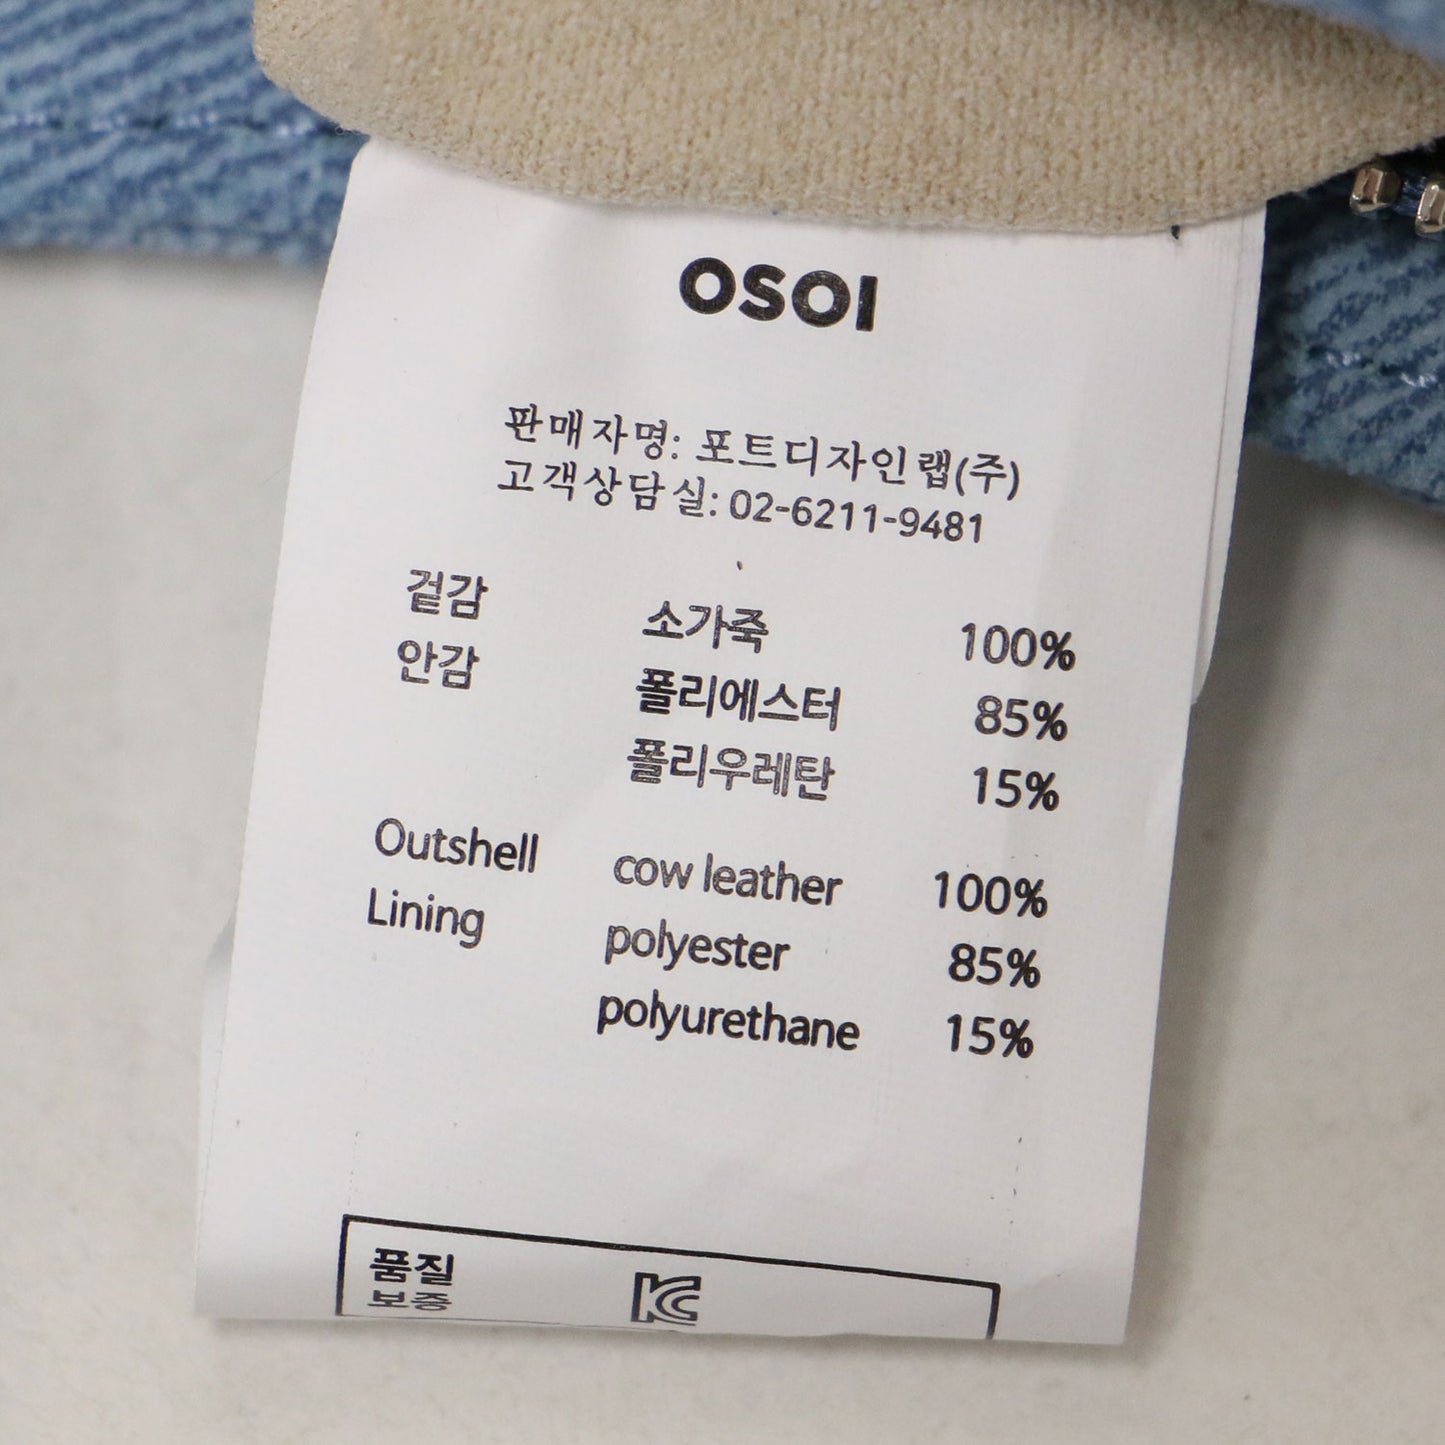 OSOI
판매자명: 포트디자인랩(주)
고객상담실: 02-6211-9481
겉감 소가죽 100%
안감 폴리에스터 85%
폴리우레탄 15%
Outshell cow leather 100%
Lining polyester 85%
polyurethane 15%
품질
보증
KC